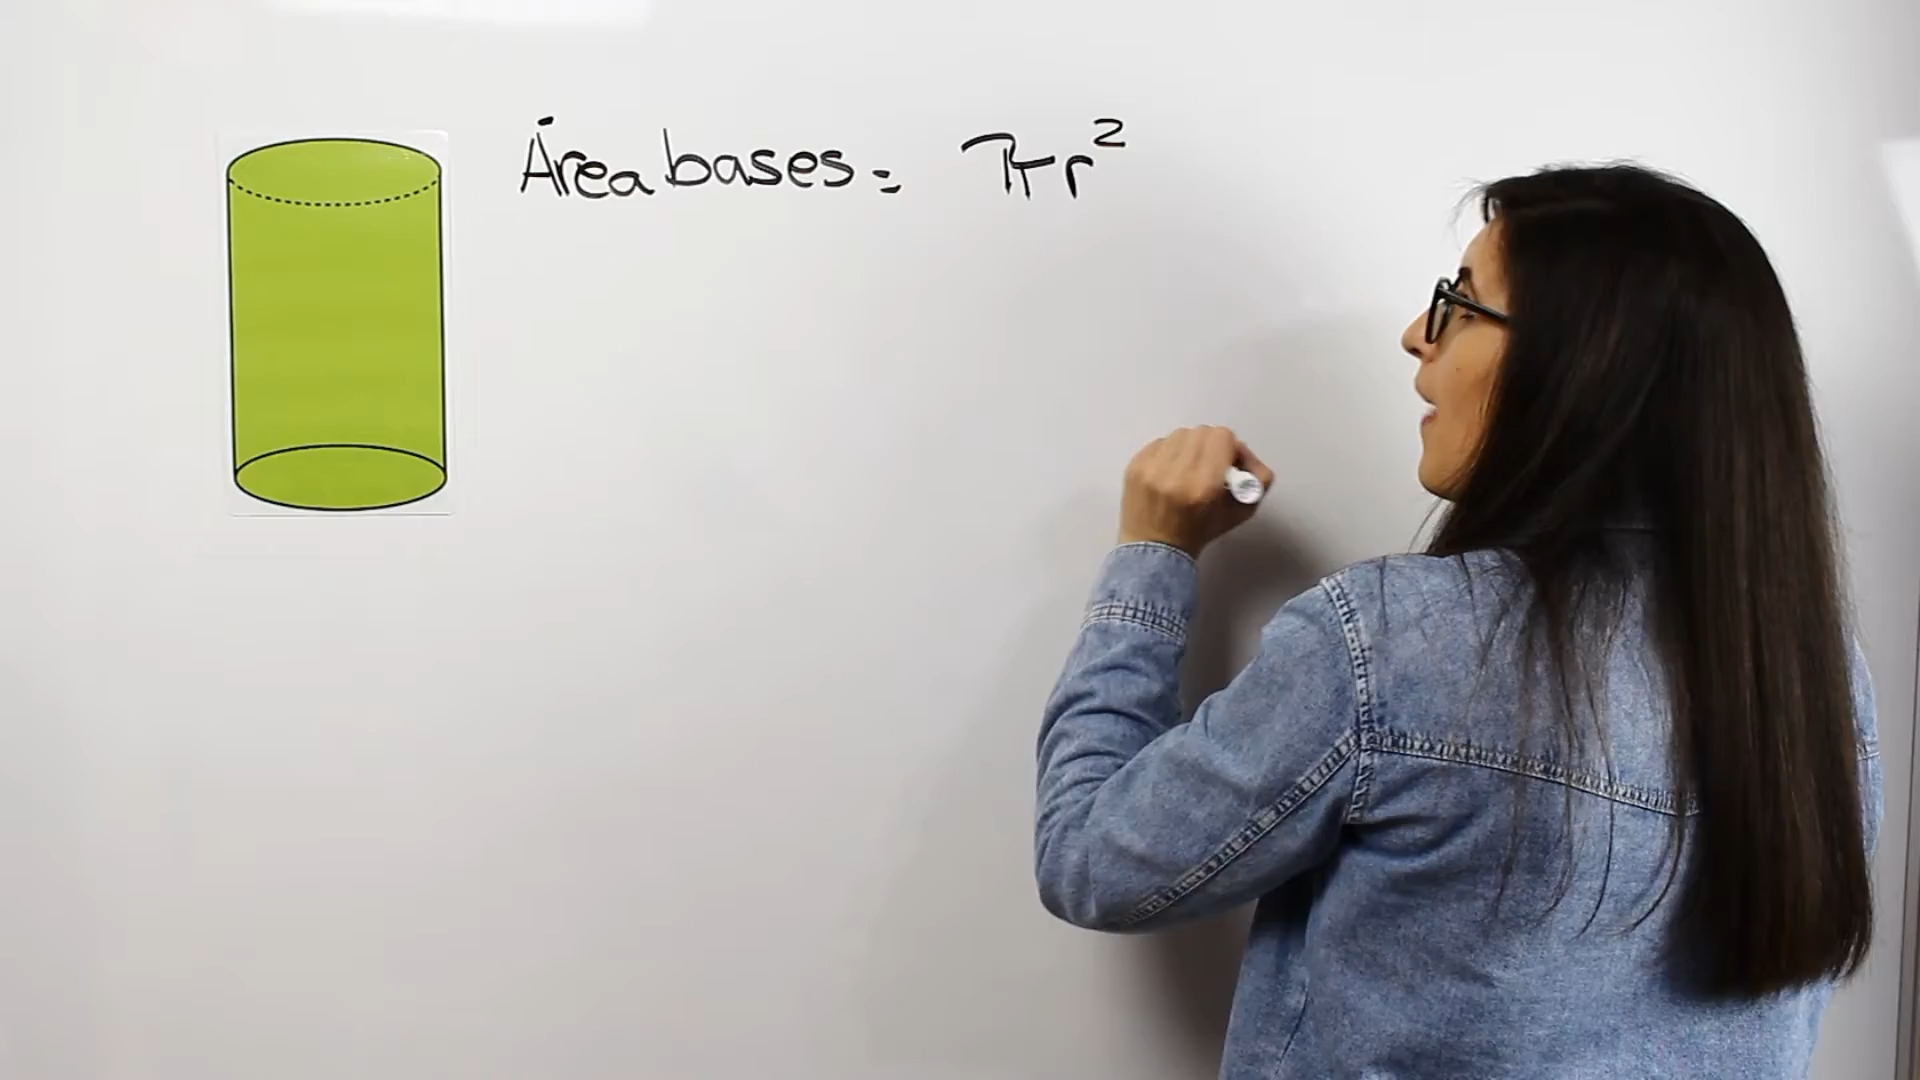 Área bases = πr²